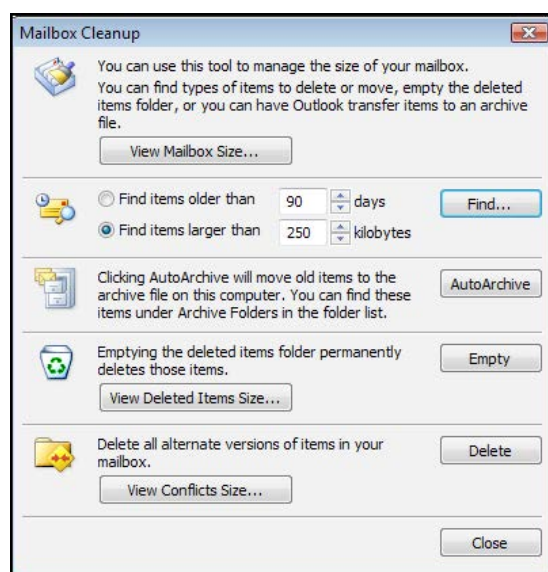 Mailbox Cleanup
You can use this tool to manage the size of your mailbox.
You can find types of items to delete or move, empty the deleted
items folder, or you can have Outlook transfer items to an archive
file.
View Mailbox Size...
Find items older than 90 days
Find...
Find items larger than 250 kilobytes
Clicking AutoArchive will move old items to the
archive file on this computer. You can find these
items under Archive Folders in the folder list.
AutoArchive
Emptying the deleted items folder permanently
deletes those items.
Empty
View Deleted Items Size...
Delete all alternate versions of items in your
mailbox.
Delete
View Conflicts Size...
Close